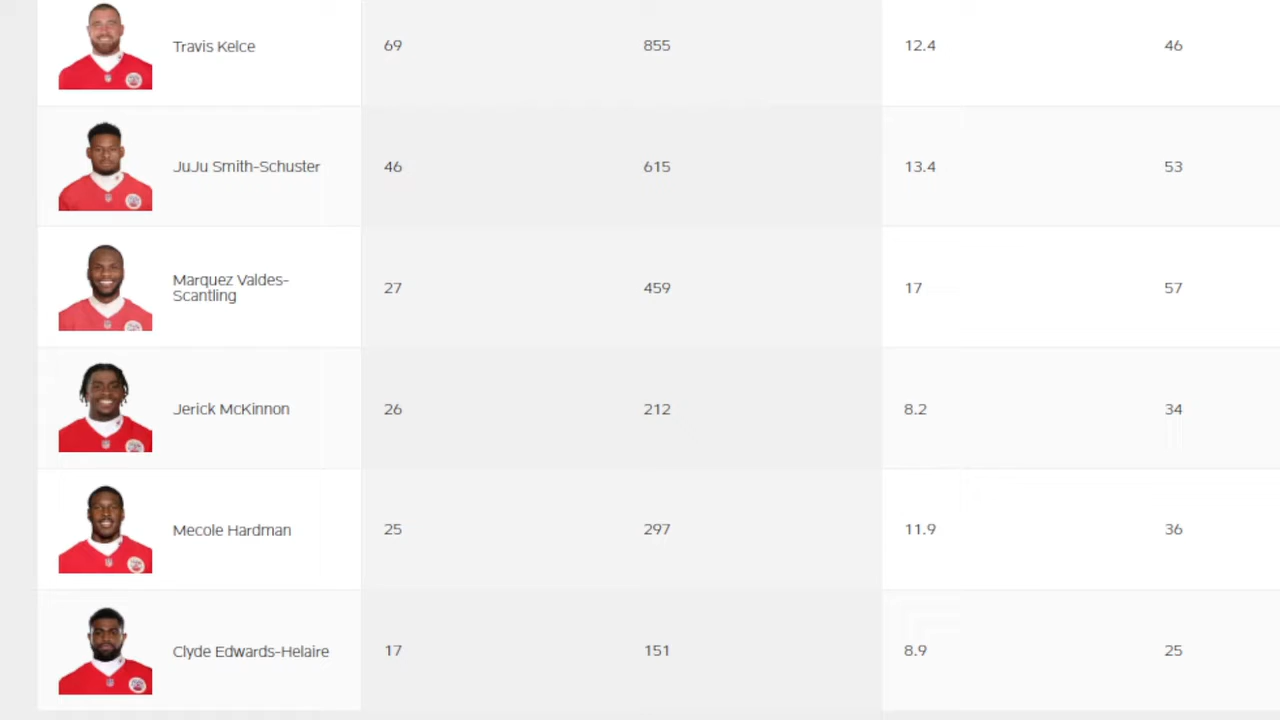 Travis Kelce 69 855 12.4 46
JuJu Smith-Schuster 46 615 13.4 53
Marquez Valdes-
Scantling 27 459 17 57
Jerick McKinnon 26 212 8.2 34
Mecole Hardman 25 297 11.9 36
Clyde Edwards-Helaire 17 151 8.9 25